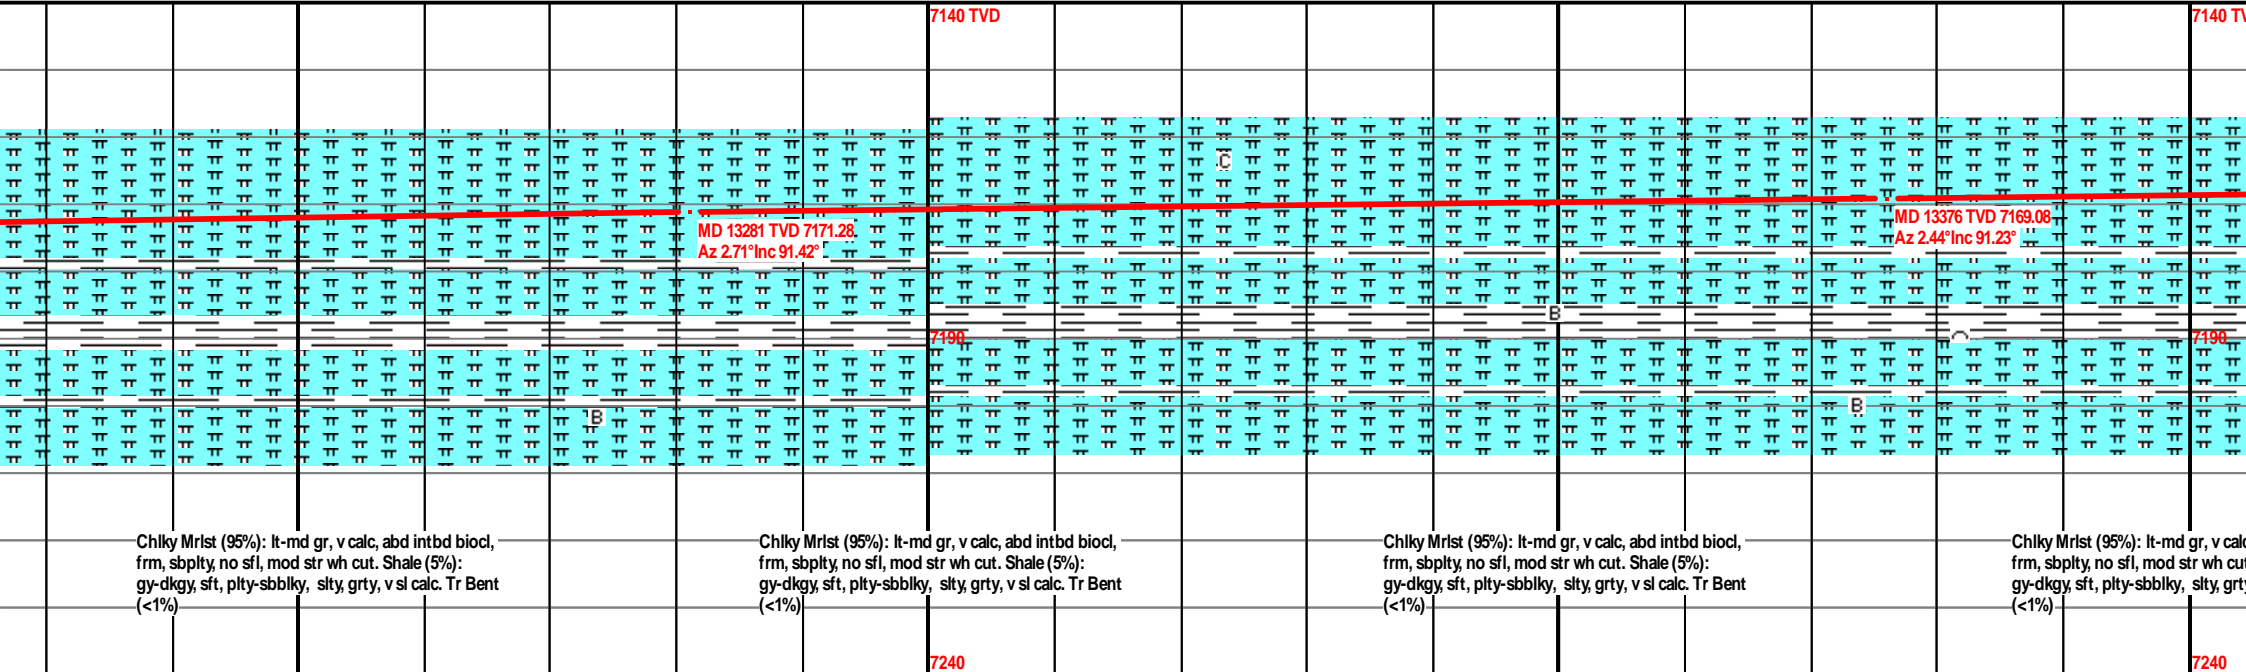 7140 TVD
7140 TV
C
MD 13281 TVD 7171.28
Az 2.71°Inc 91.42°
MD 13376 TVD 7169.08
Az 2.44°Inc 91.23°
B
7190
7190
B
B
Chlky Mrlst (95%): lt-md gr, v calc, abd intbd biocl,
frm, sbplty, no sfl, mod str wh cut. Shale (5%):
gy-dkgy, sft, plty-sbblky, slty, grty, v sl calc. Tr Bent
(<1%)
Chlky Mrlst (95%): lt-md gr, v calc, abd intbd biocl,
frm, sbplty, no sfl, mod str wh cut. Shale (5%):
gy-dkgy, sft, plty-sbblky, slty, grty, v sl calc. Tr Bent
(<1%)
Chlky Mrlst (95%): lt-md gr, v calc, abd intbd biocl,
frm, sbplty, no sfl, mod str wh cut. Shale (5%):
gy-dkgy, sft, plty-sbblky, slty, grty, v sl calc. Tr Bent
(<1%)
Chlky Mrlst (95%): lt-md gr, v calc
frm, sbplty, no sfl, mod str wh cut
gy-dkgy, sft, plty-sbblky, slty, grty
(<1%)
7240
7240